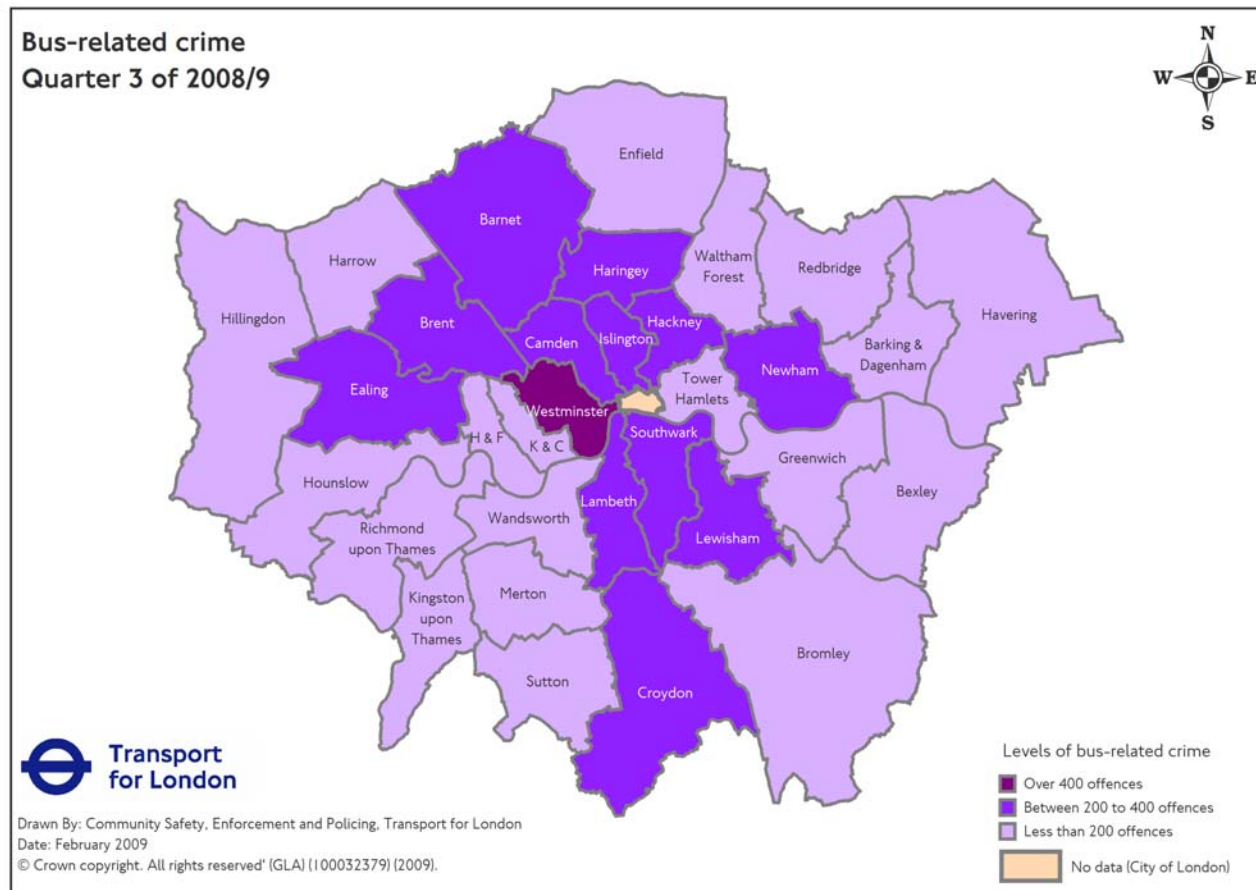 Bus-related crime
Quarter 3 of 2008/9
N
W
E
S
Enfield
Barnet
Harrow
Haringey
Waltham
Forest
Redbridge
Havering
Hillingdon
Brent
Camden
Islington
Hackney
Barking &
Dagenham
Ealing
Newham
Tower
Hamlets
Westminster
Southwark
H & F
K & C
Greenwich
Hounslow
Bexley
Lambeth
Wandsworth
Richmond
upon Thames
Lewisham
Kingston
upon
Thames
Merton
Bromley
Sutton
Croydon
Transport
for London
Drawn By: Community Safety, Enforcement and Policing, Transport for London
Date: February 2009
© Crown copyright. All rights reserved' (GLA) (100032379) (2009).
Levels of bus-related crime
Over 400 offences
Between 200 to 400 offences
Less than 200 offences
No data (City of London)